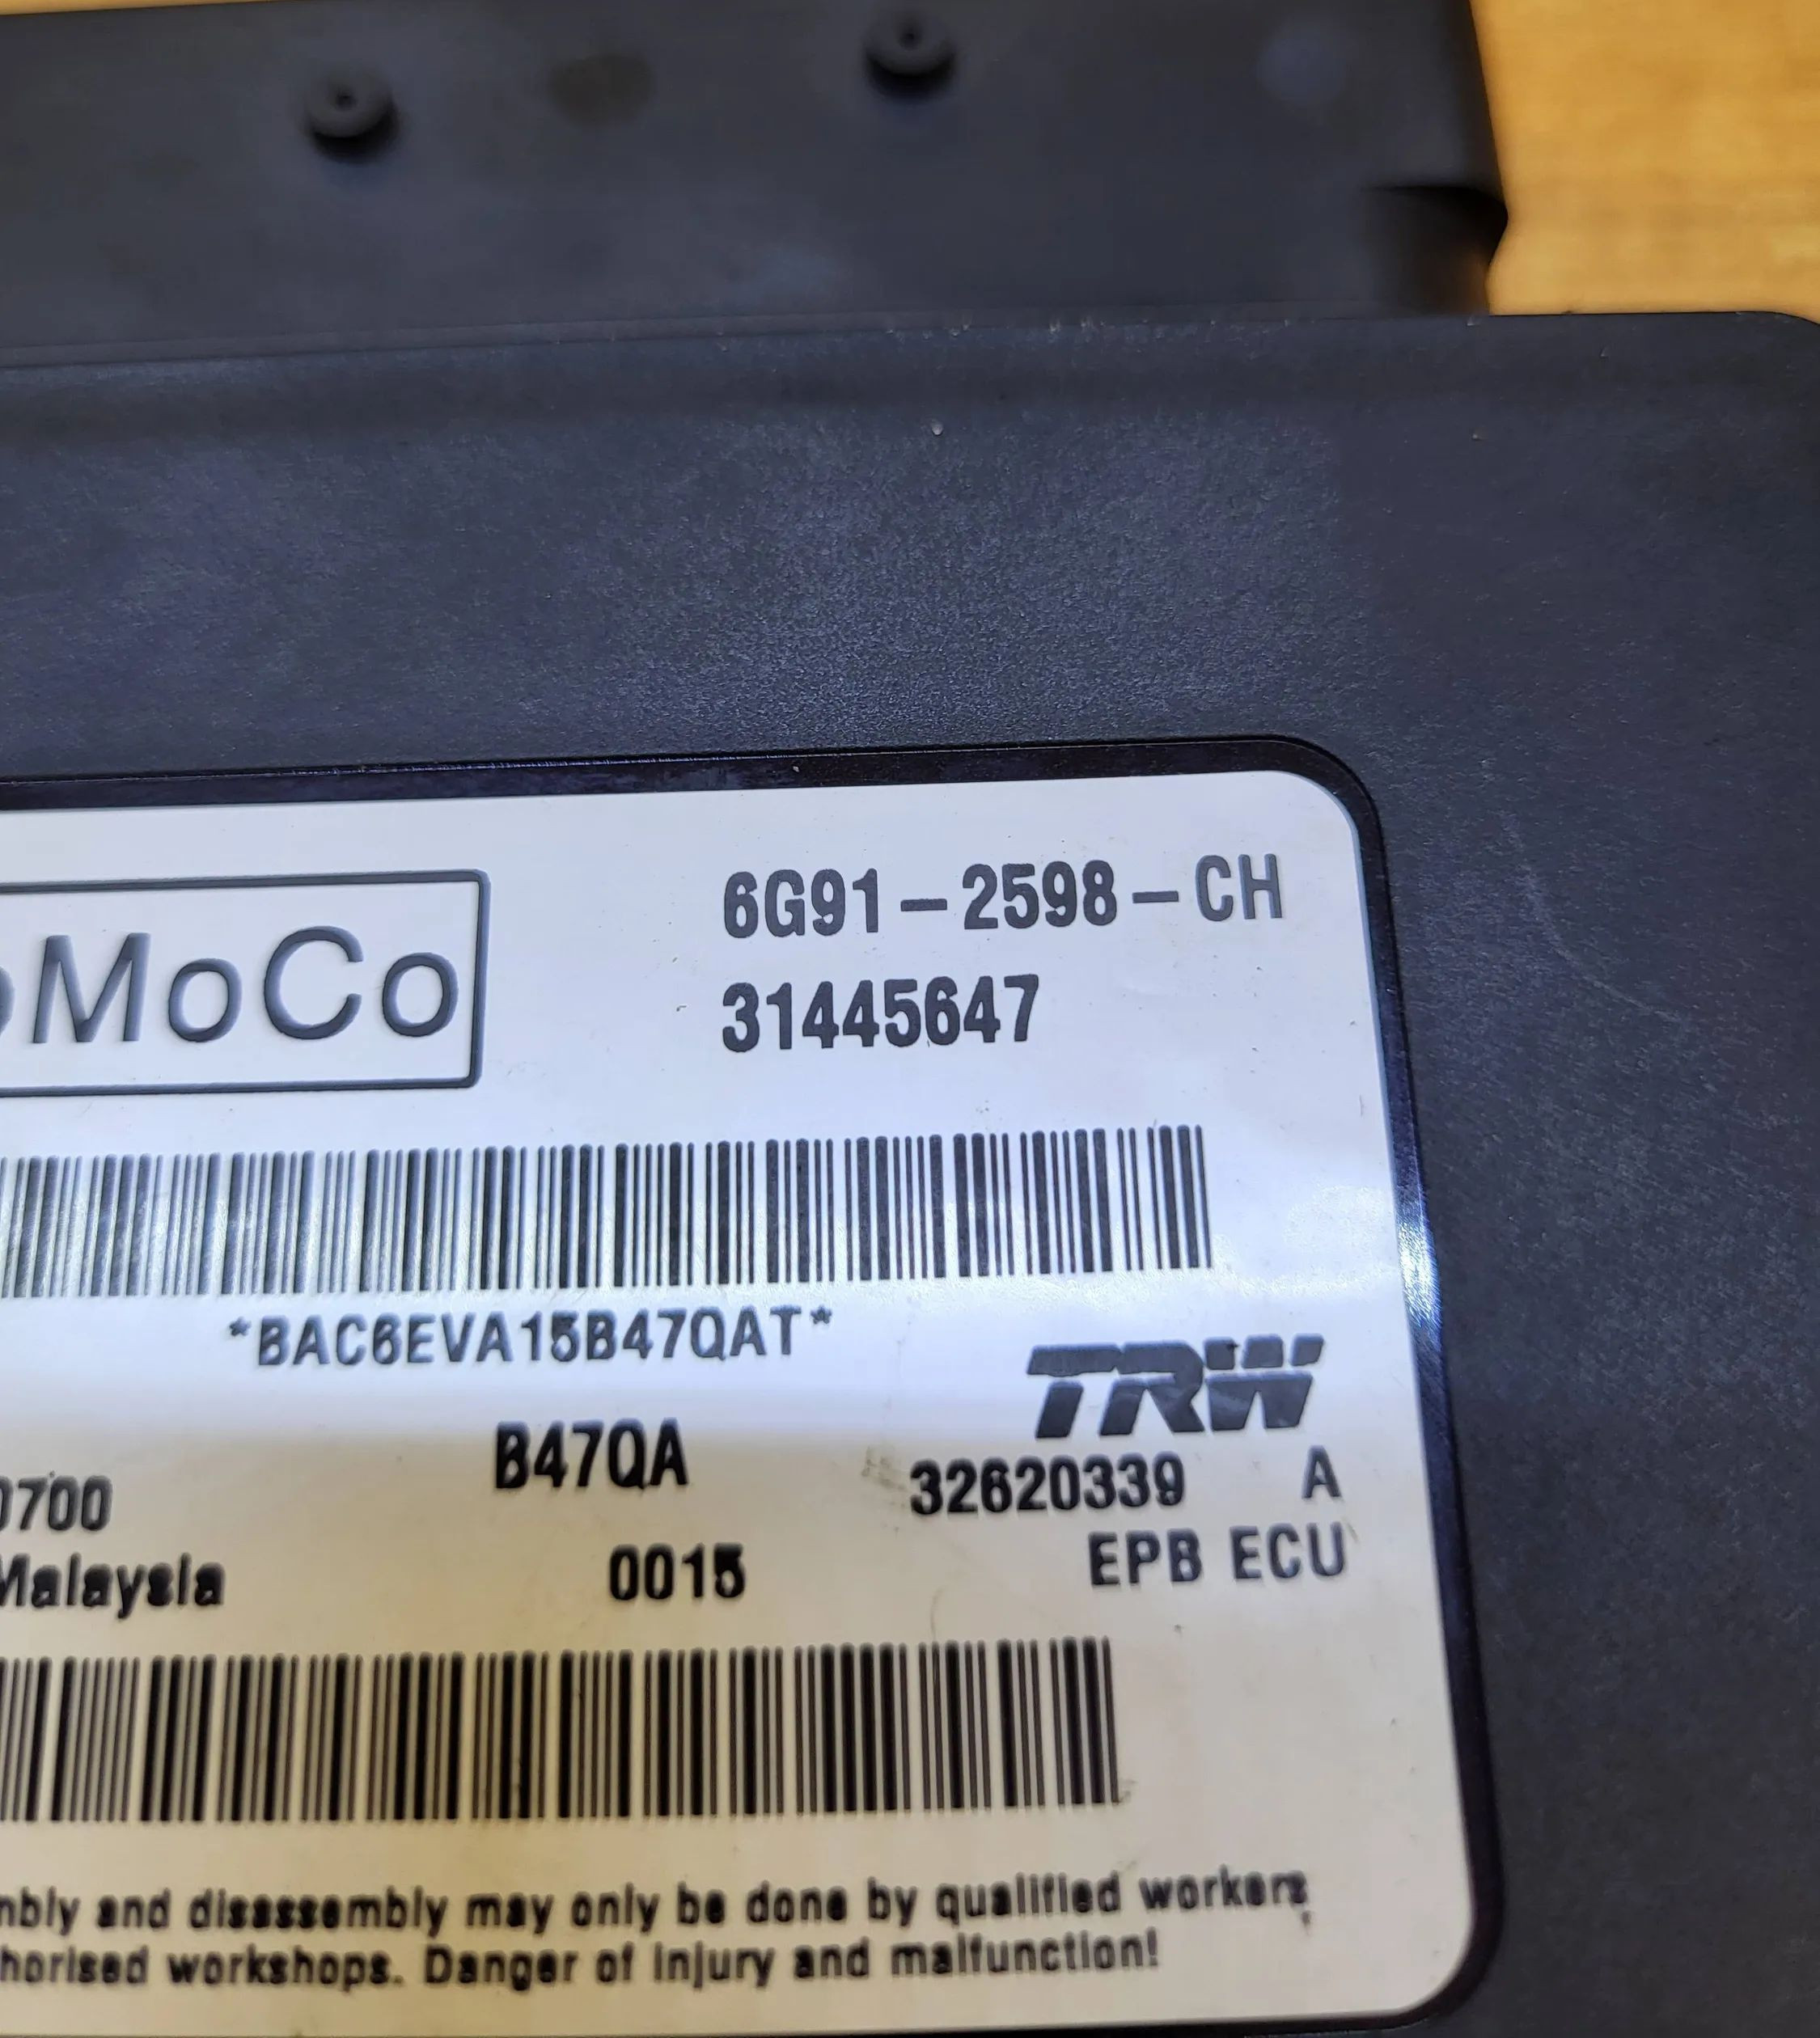 6G91-2598-CH
oMoCo
31445647
*BAC6EVA15B47QAT*
TRW
B47QA
32620339 A
0700
Malaysia
0015
EPB ECU
mbly and disassembly may only be done by qualified workers
horised workshops. Danger of injury and malfunction!